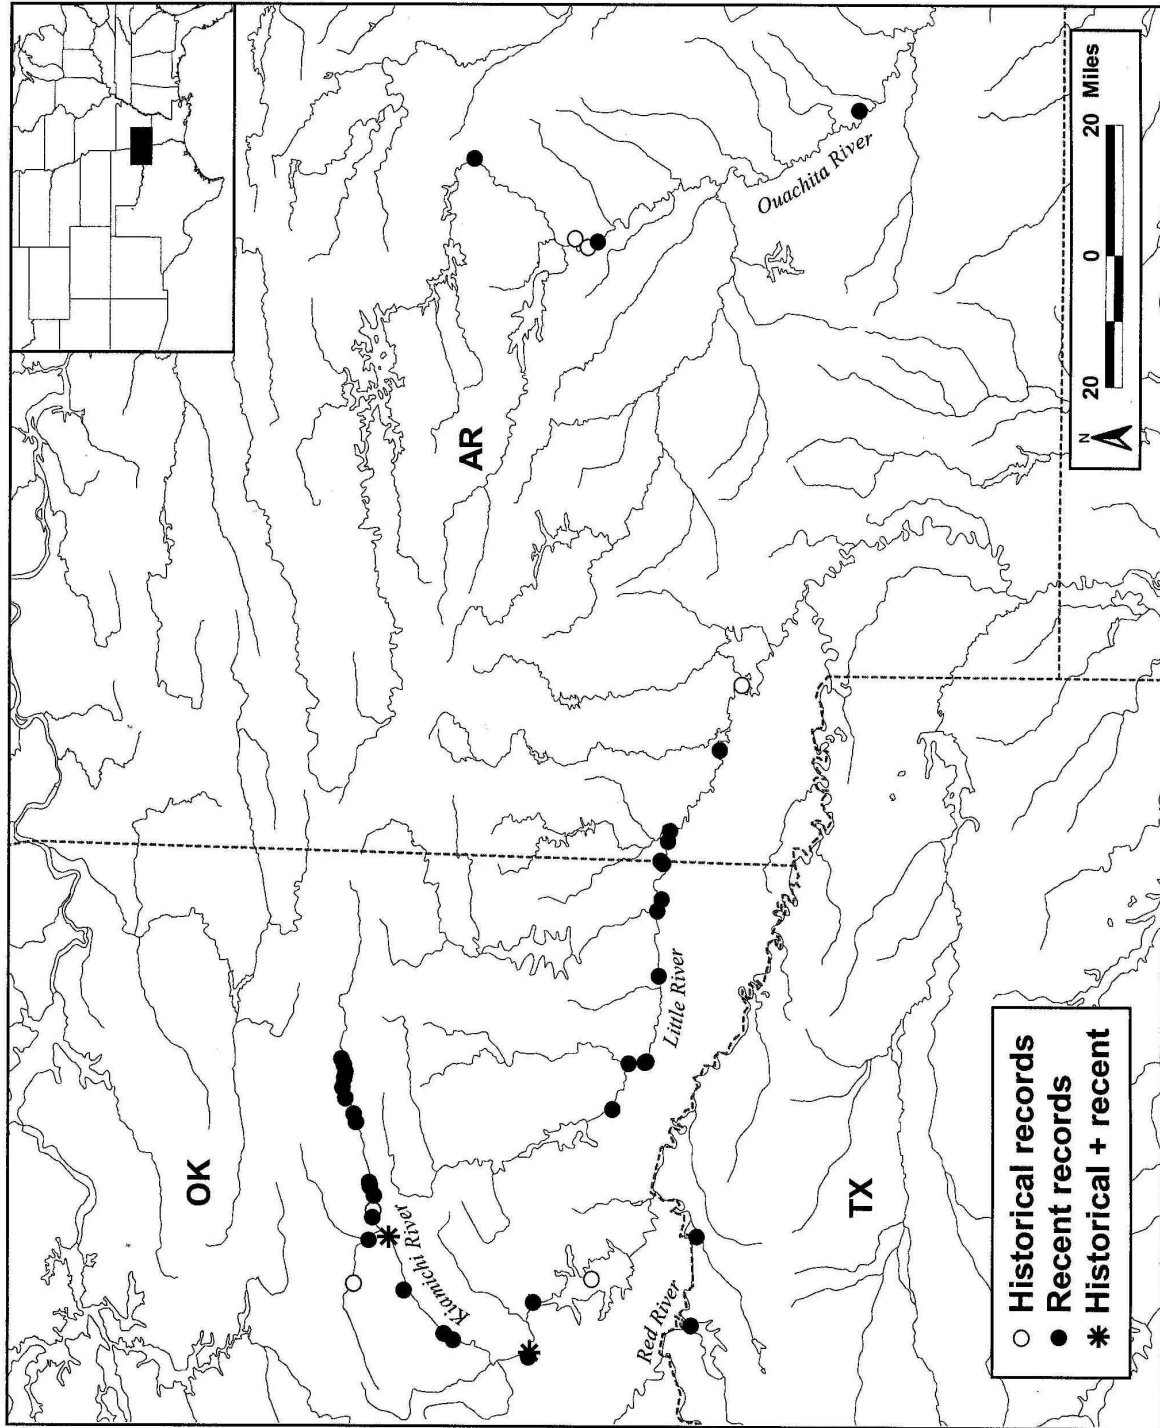 OK
AR
TX
Kiamichi River
Little River
Red River
Ouachita River
Historical records
Recent records
Historical + recent
N
20 0 20 Miles